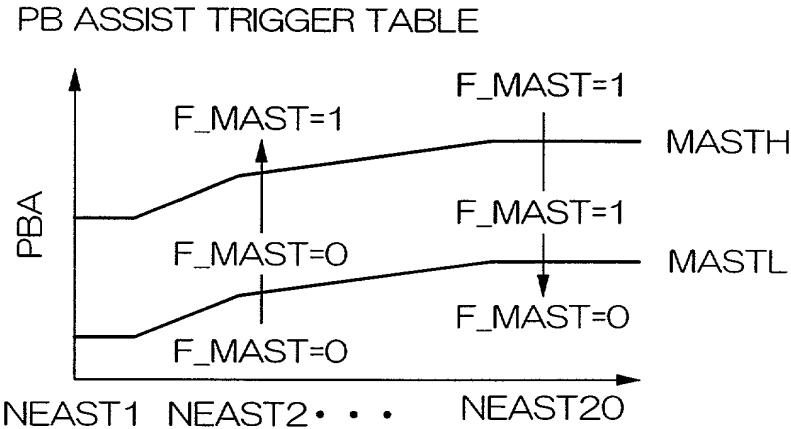 PB ASSIST TRIGGER TABLE
F_MAST=1
F_MAST=1
MASTH
PBA
F_MAST=1
F_MAST=0
MASTL
F_MAST=0
F_MAST=0
NEAST1 NEAST2 • • • NEAST20